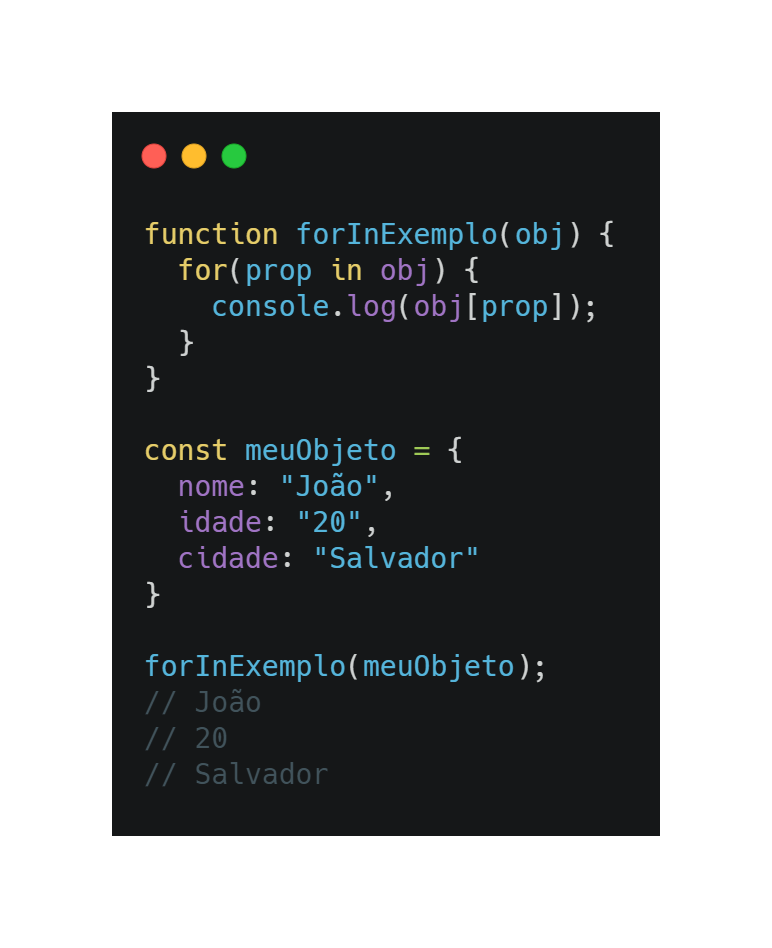 function forInExemplo(obj) {
  for(prop in obj) {
    console.log(obj[prop]);
  }
}
const meuObjeto = {
  nome: "João",
  idade: "20",
  cidade: "Salvador"
}
forInExemplo(meuObjeto);
// João
// 20
// Salvador